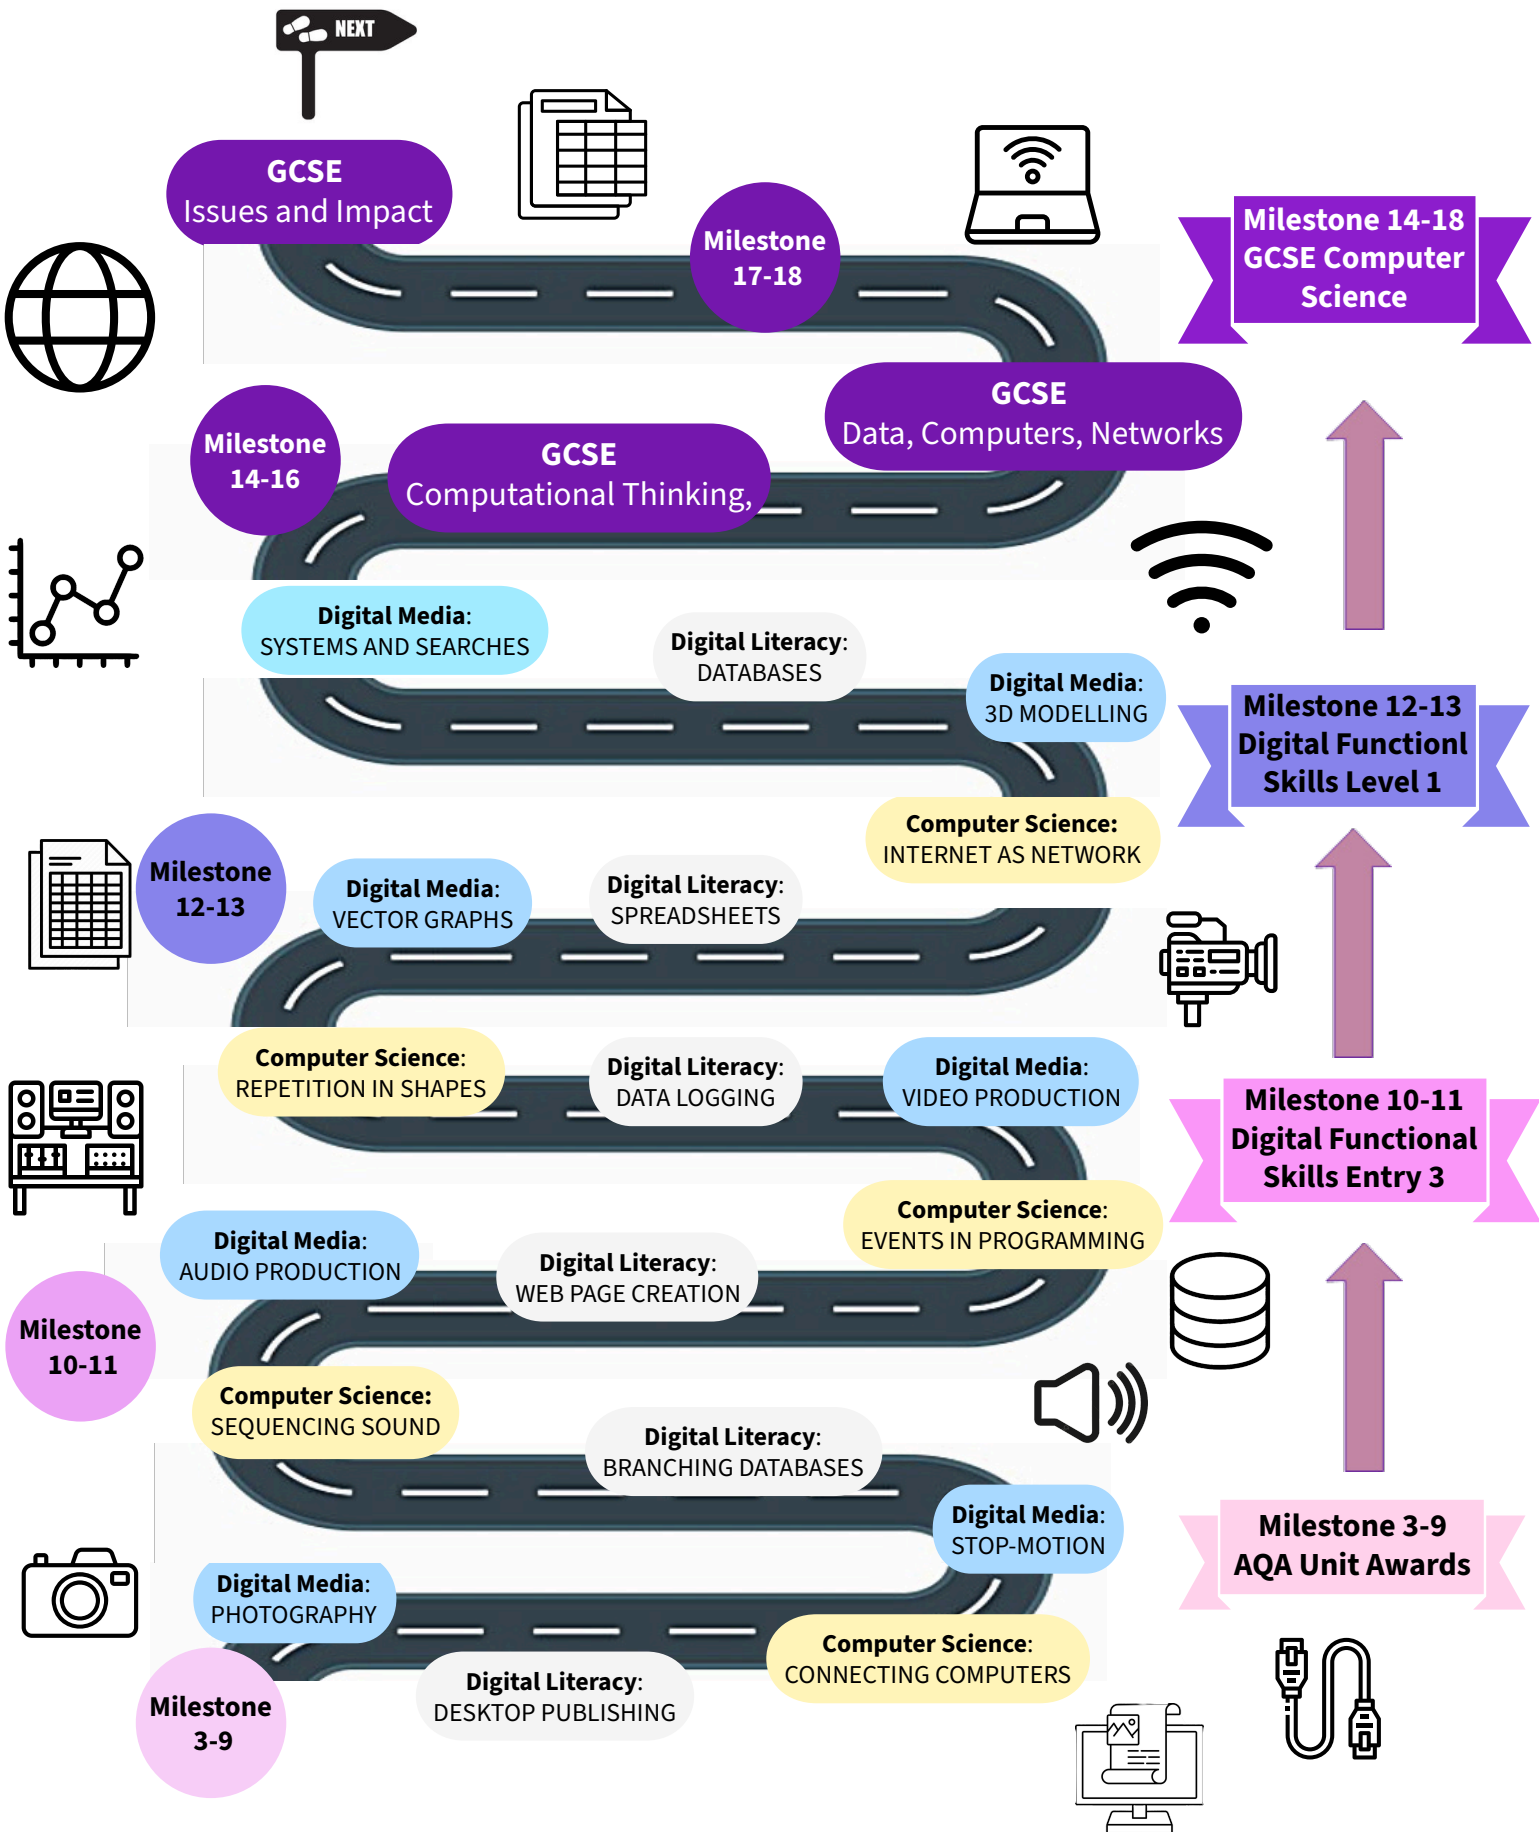 NEXT
GCSE
Issues and Impact
Milestone
17-18
Milestone 14-18
GCSE Computer
Science
GCSE
Data, Computers, Networks
Milestone
14-16
GCSE
Computational Thinking,
Digital Media:
SYSTEMS AND SEARCHES
Digital Literacy:
DATABASES
Digital Media:
3D MODELLING
Milestone 12-13
Digital Functionl
Skills Level 1
Computer Science:
INTERNET AS NETWORK
Milestone
12-13
Digital Media:
VECTOR GRAPHS
Digital Literacy:
SPREADSHEETS
Computer Science:
REPETITION IN SHAPES
Digital Literacy:
DATA LOGGING
Digital Media:
VIDEO PRODUCTION
Milestone 10-11
Digital Functional
Skills Entry 3
Computer Science:
EVENTS IN PROGRAMMING
Digital Media:
AUDIO PRODUCTION
Digital Literacy:
WEB PAGE CREATION
Milestone
10-11
Computer Science:
SEQUENCING SOUND
Digital Literacy:
BRANCHING DATABASES
Digital Media:
STOP-MOTION
Milestone 3-9
AQA Unit Awards
Digital Media:
PHOTOGRAPHY
Computer Science:
CONNECTING COMPUTERS
Digital Literacy:
DESKTOP PUBLISHING
Milestone
3-9